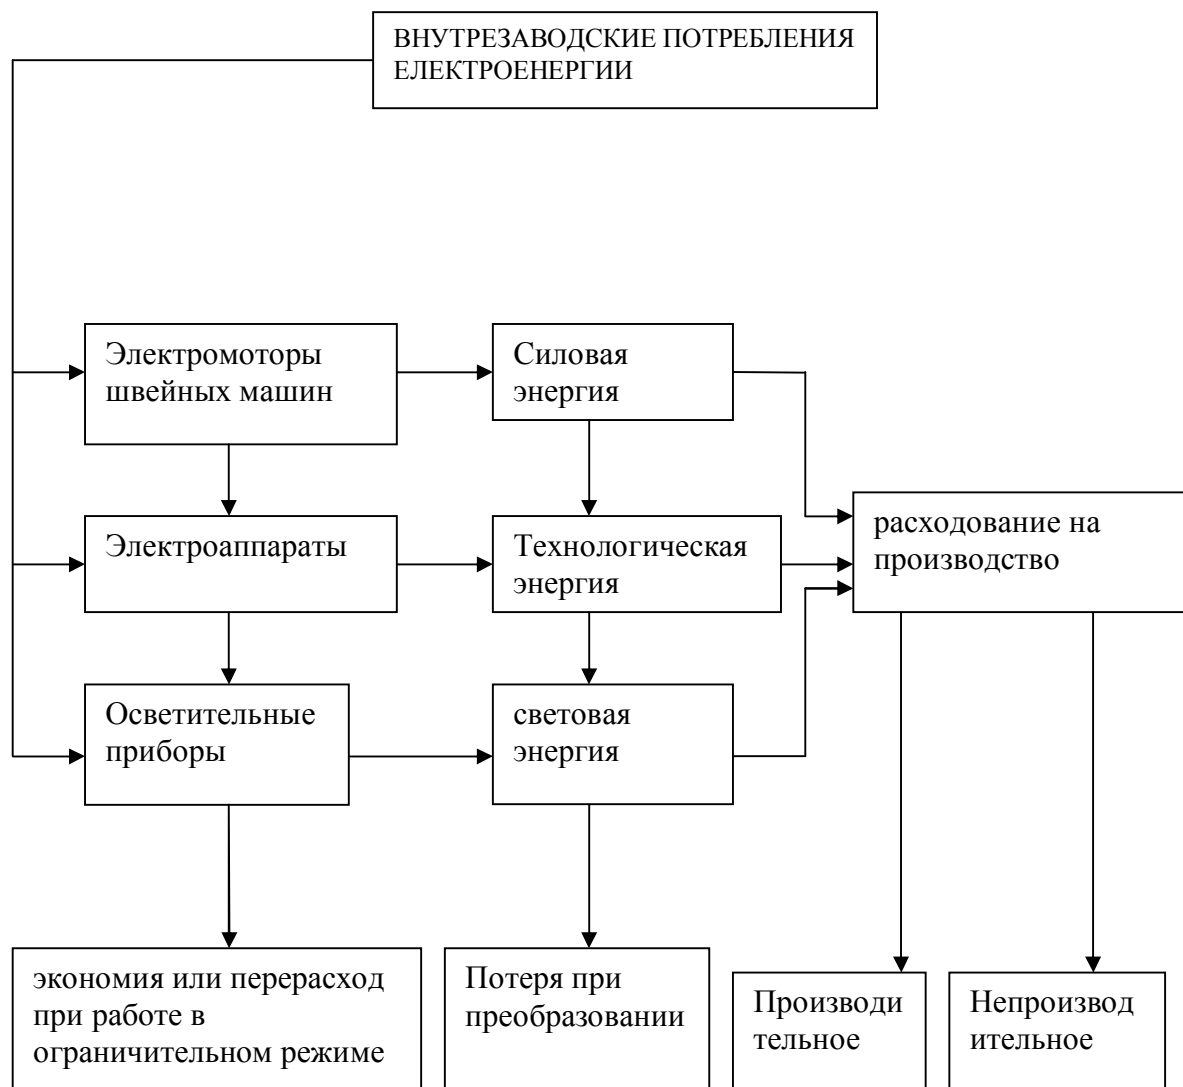 ВНУТРЕЗАВОДСКИЕ ПОТРЕБЛЕНИЯ
ЕЛЕКТРОЕНЕРГИИ
Электромоторы
швейных машин
Силовая
энергия
Электроаппараты
Технологическая
энергия
расходование на
производство
Осветительные
приборы
световая
энергия
экономия или перерасход
при работе в
ограничительном режиме
Потеря при
преобразовании
Производи
тельное
Непроизвод
ительное